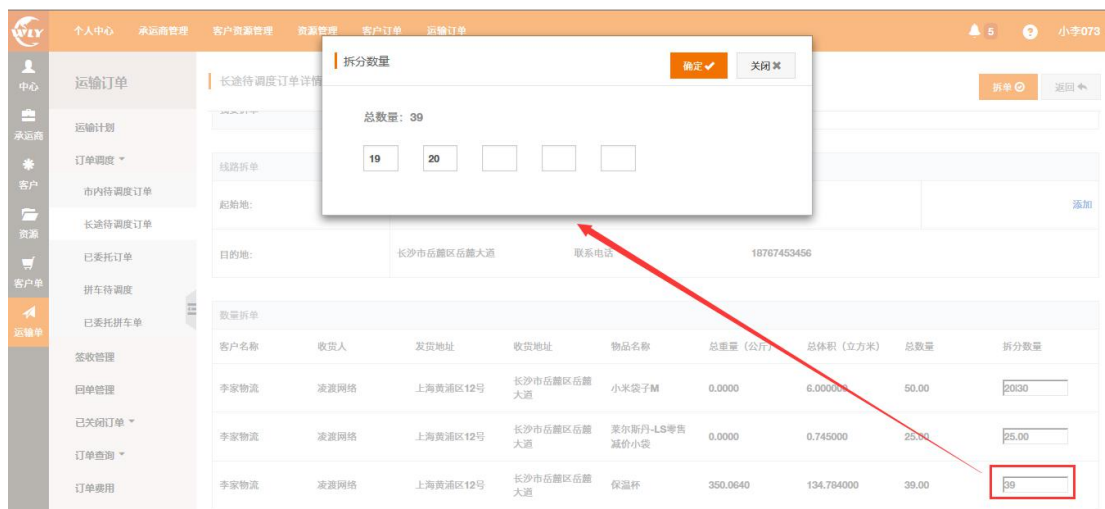 WLY
个人中心 承运商管理 客户资源管理 资源管理 客户订单 运输订单 5 ? 小李073
拆分数量 确定 关闭
总数量: 39
19 20
中心
承运商
客户
资源
客户单
运输单
运输订单
运输计划
订单调度
市内待调度订单
长途待调度订单
已委托订单
拼车待调度
已委托拼车单
签收管理
回单管理
已关闭订单
订单查询
订单费用
长途待调度订单详情 拆单 返回
线路拆单
起始地: 添加
目的地: 长沙市岳麓区岳麓大道 联系电话 18767453456
数量拆单
客户名称 收货人 发货地址 收货地址 物品名称 总重量（公斤） 总体积（立方米） 总数量 拆分数量
李家物流 凌渡网络 上海黄浦区12号 长沙市岳麓区岳麓大道 小米袋子M 0.0000 6.000000 50.00 20|30
李家物流 凌渡网络 上海黄浦区12号 长沙市岳麓区岳麓大道 莱尔斯丹-LS零售减价小袋 0.0000 0.745000 25.00 25.00
李家物流 凌渡网络 上海黄浦区12号 长沙市岳麓区岳麓大道 保温杯 350.0640 134.784000 39.00 39